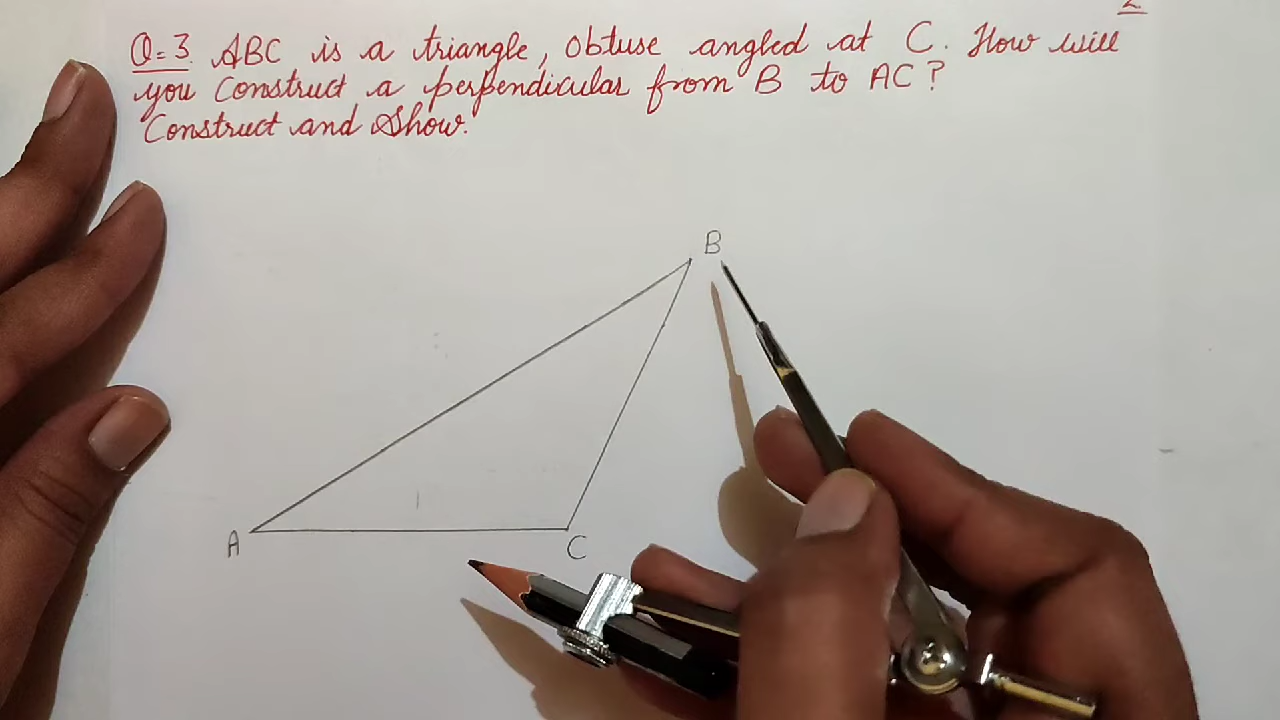 Q=3. ABC is a triangle, Obtuse angled at C. How will
you Construct a perpendicular from B to AC?
Construct and Show.
B
A
C